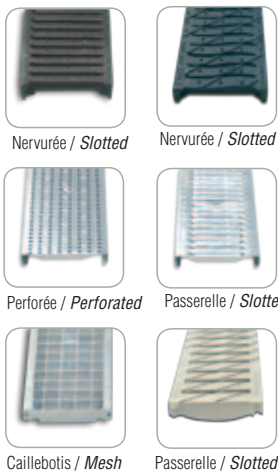 Nervurée / Slotted
Nervurée / Slotted
Perforée / Perforated
Passerelle / Slotte
Caillebotis / Mesh
Passerelle / Slotted